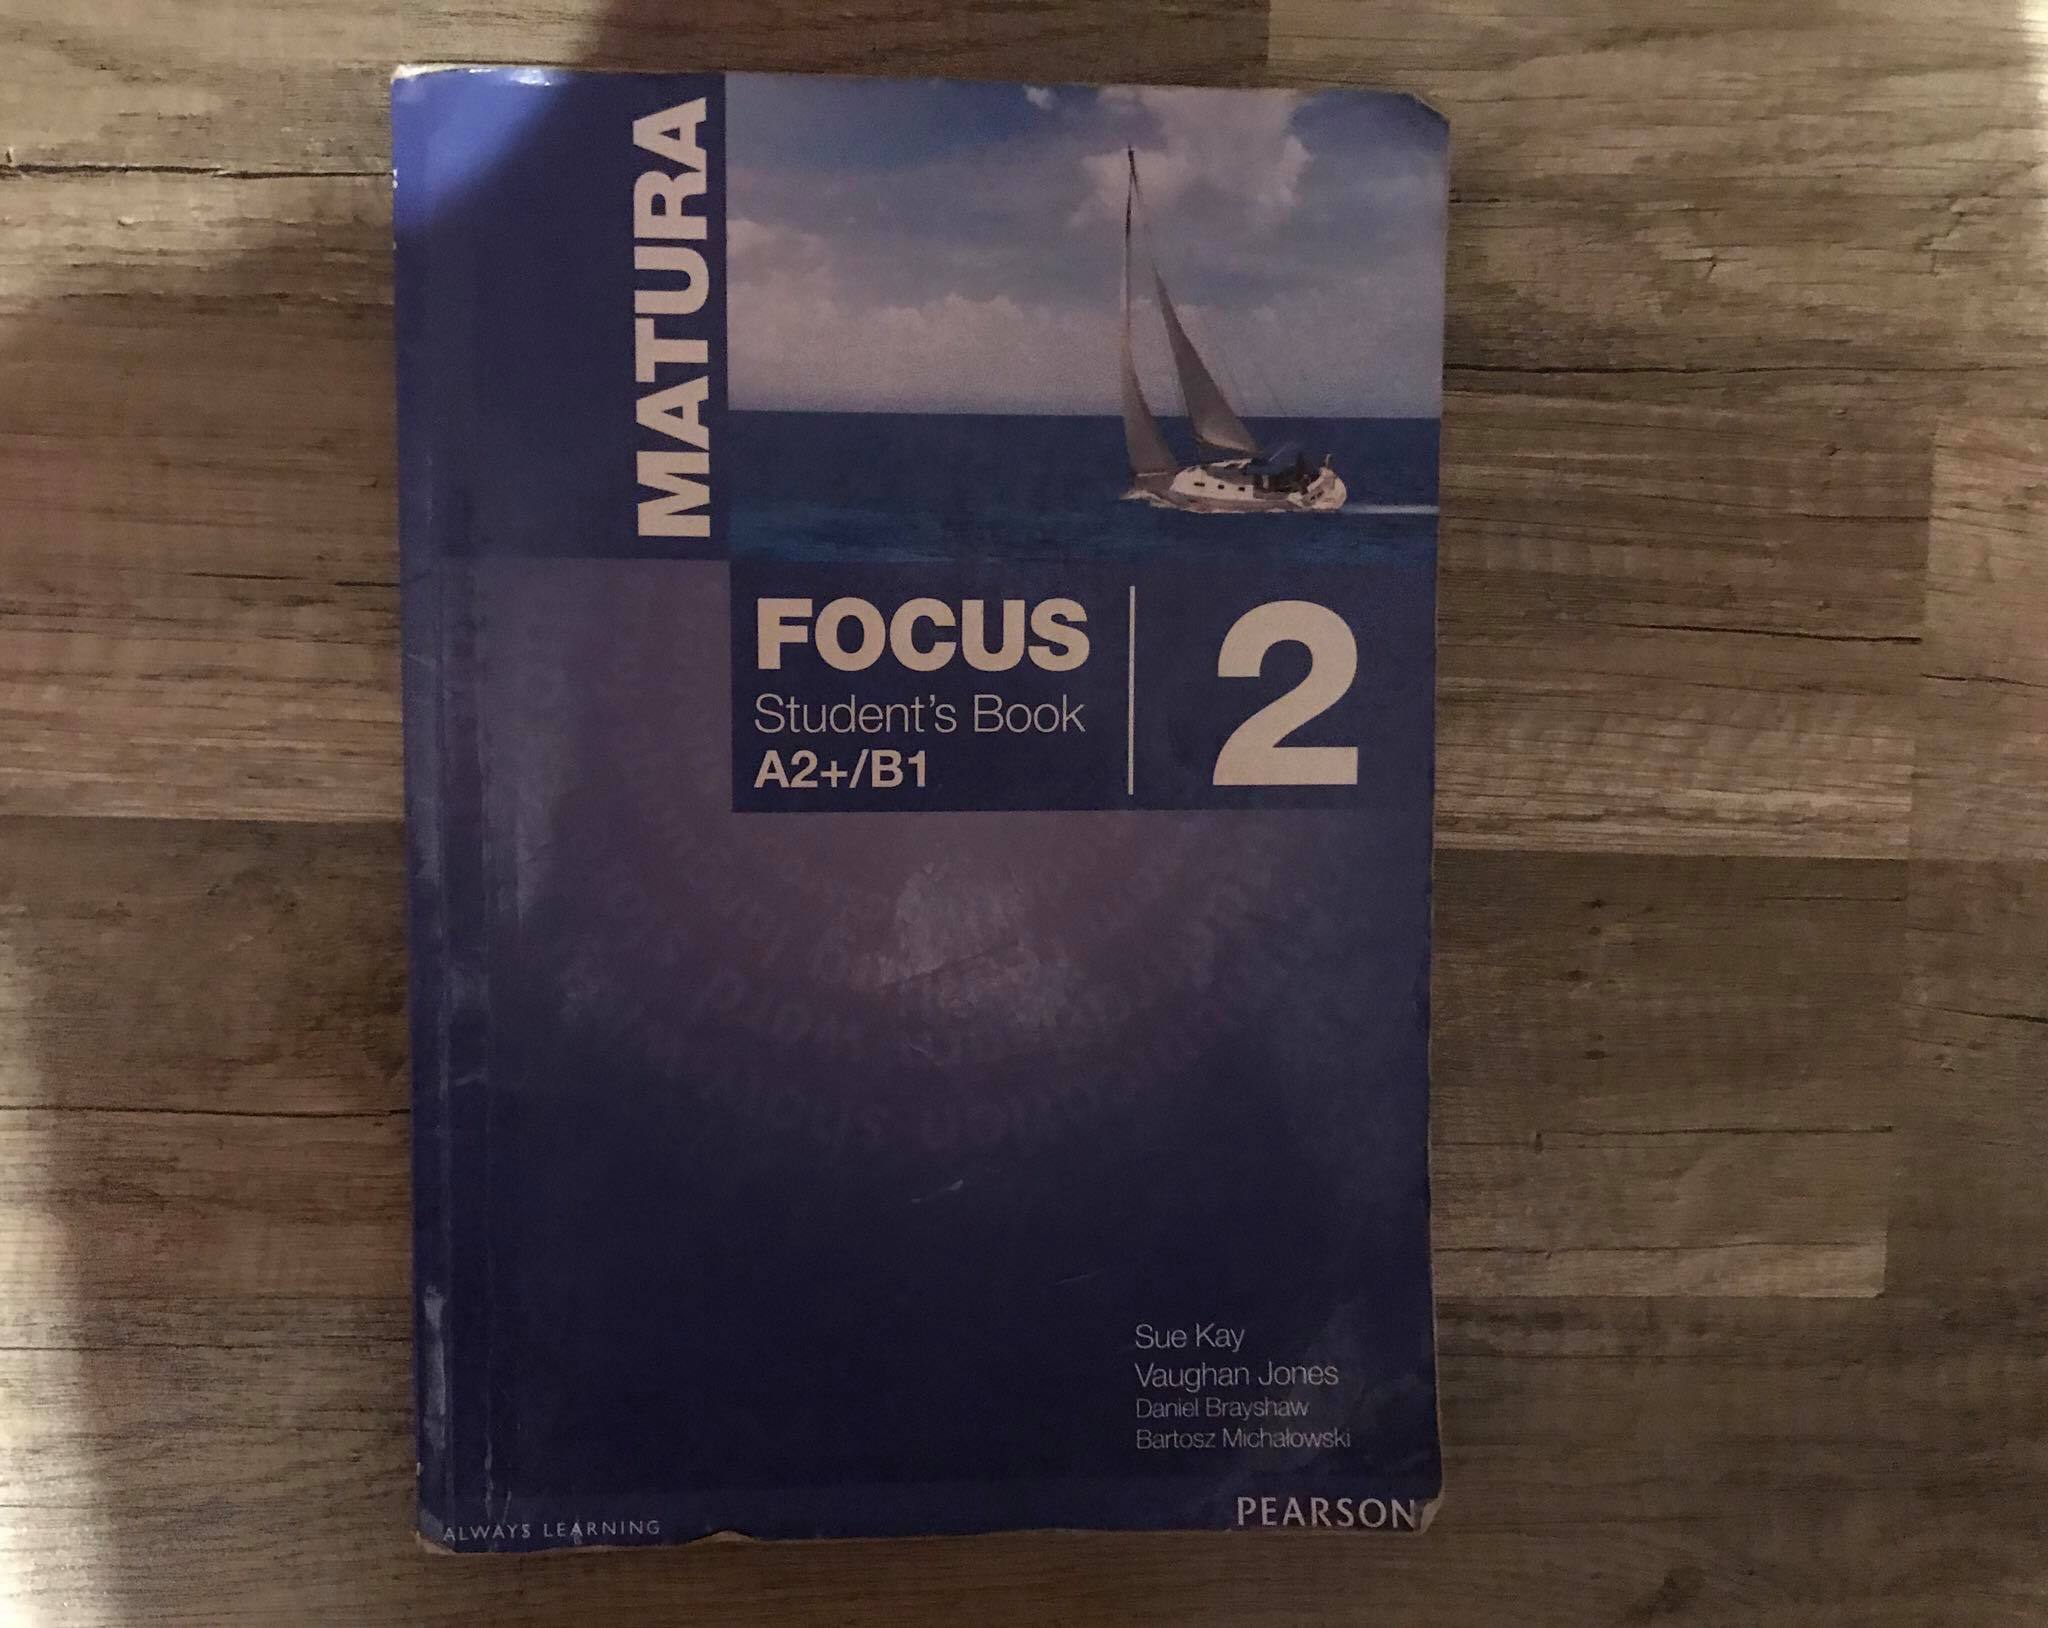 MATURA
FOCUS
Student's Book
A2+/B1
2
Sue Kay
Vaughan Jones
Daniel Brayshaw
Bartosz Michałowski
ALWAYS LEARNING
PEARSON